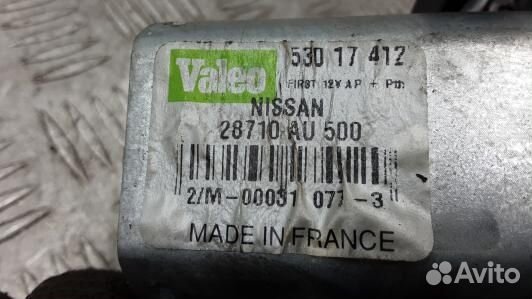 Valeo 530 17 412
FIRST 12V AP + Ptt
NISSAN
28710 AU 500
2/M-00031 077-3
MADE IN FRANCE
Avito